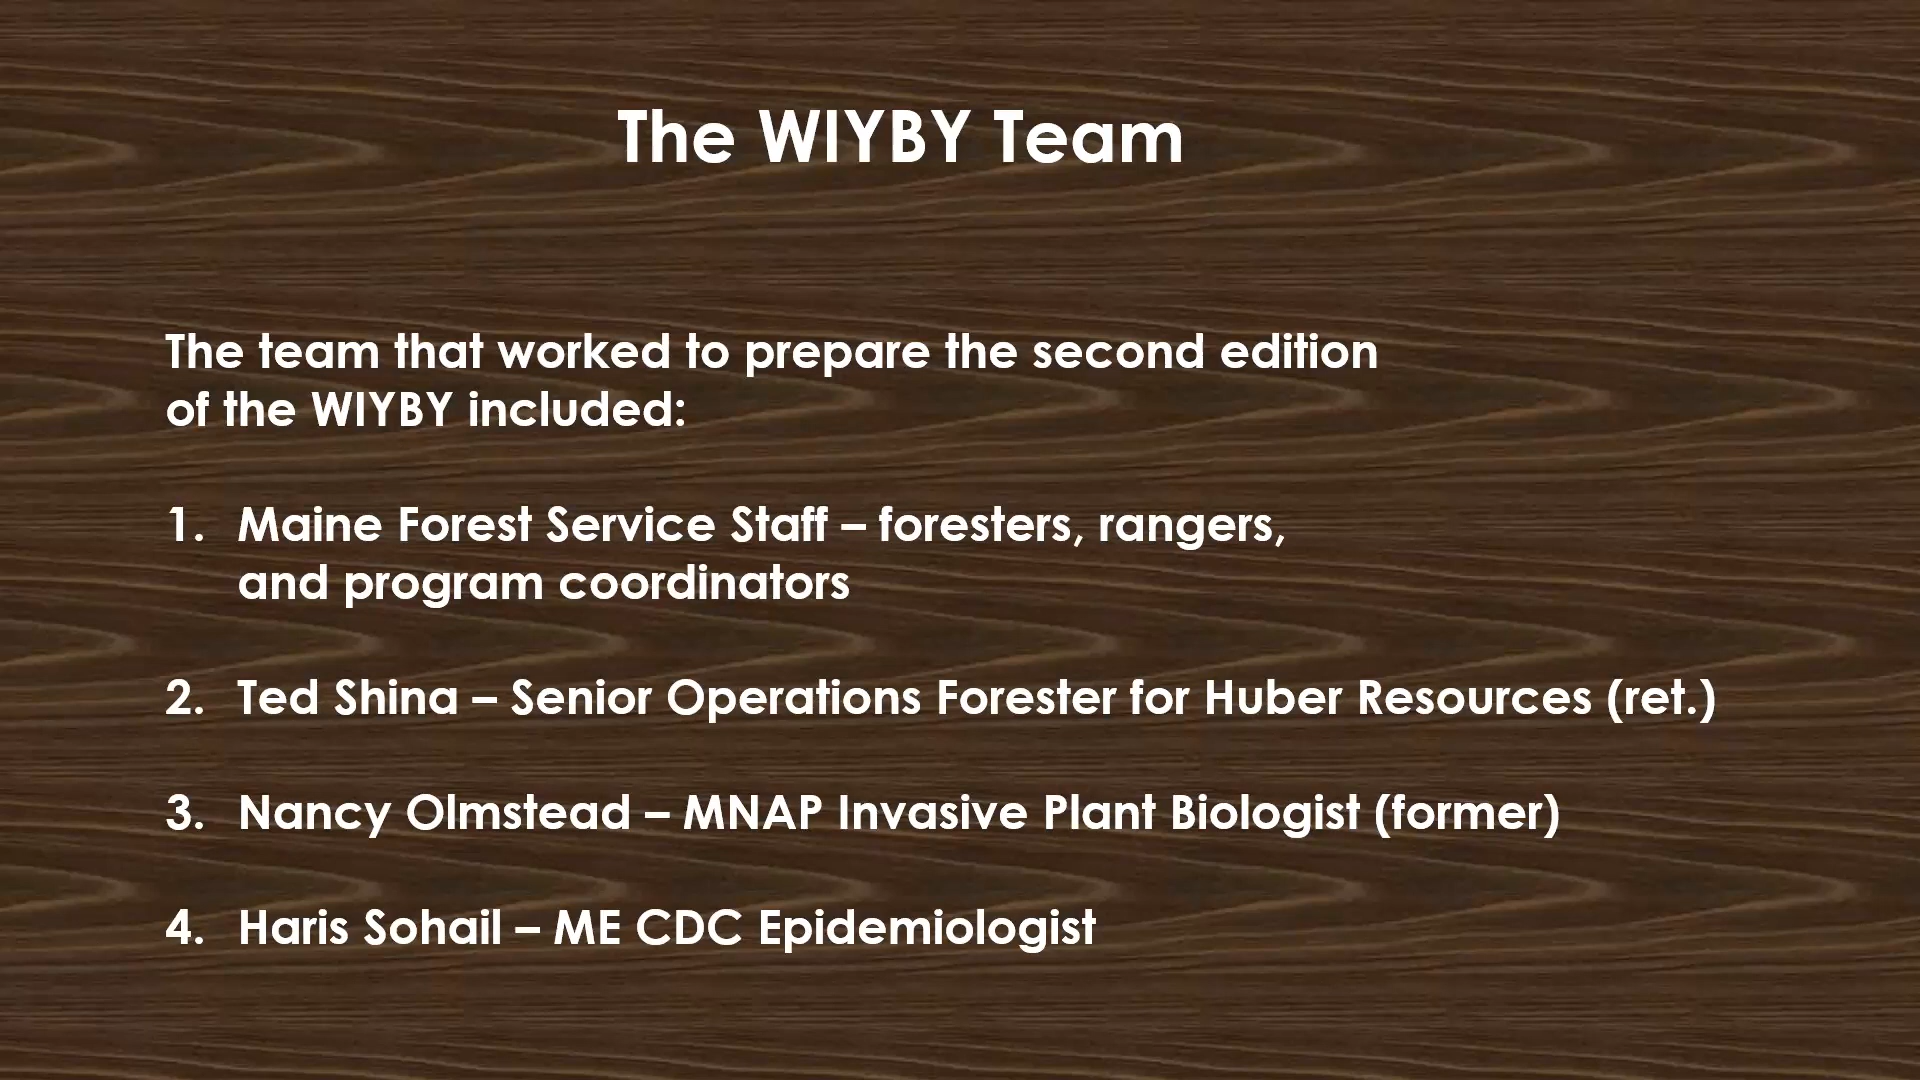 The WIYBY Team
The team that worked to prepare the second edition
of the WIYBY included:
1. Maine Forest Service Staff – foresters, rangers,
and program coordinators
2. Ted Shina – Senior Operations Forester for Huber Resources (ret.)
3. Nancy Olmstead – MNAP Invasive Plant Biologist (former)
4. Haris Sohail – ME CDC Epidemiologist